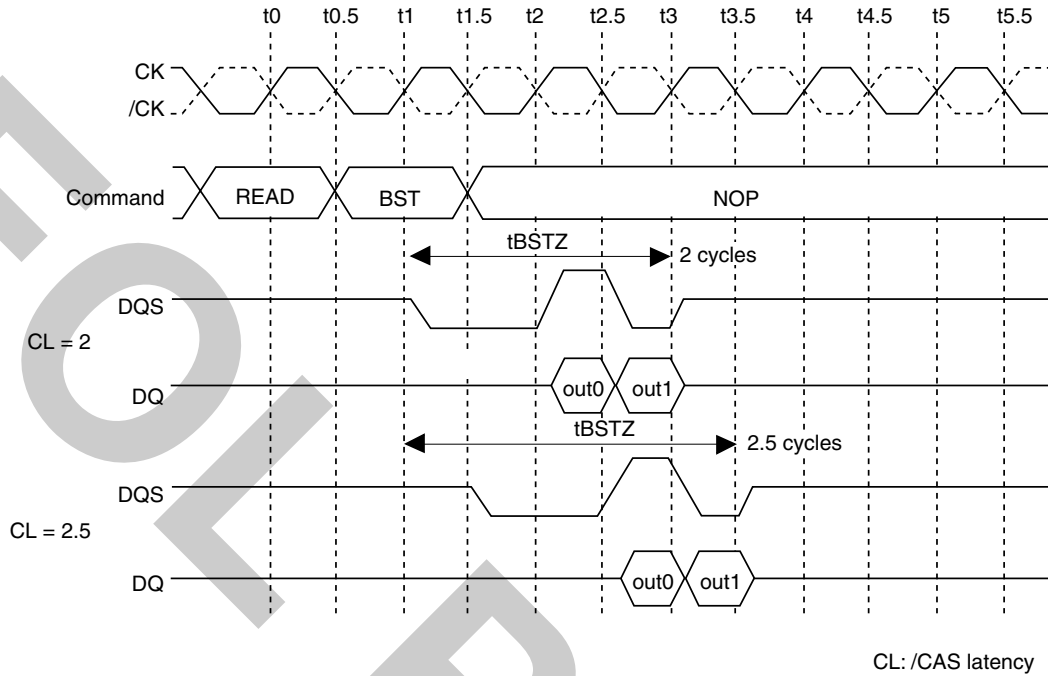 t0 t0.5 t1 t1.5 t2 t2.5 t3 t3.5 t4 t4.5 t5 t5.5
CK
/CK
Command READ BST NOP
tBSTZ
2 cycles
DQS
CL = 2
DQ out0 out1
tBSTZ
2.5 cycles
DQS
CL = 2.5
DQ out0 out1
CL: /CAS latency